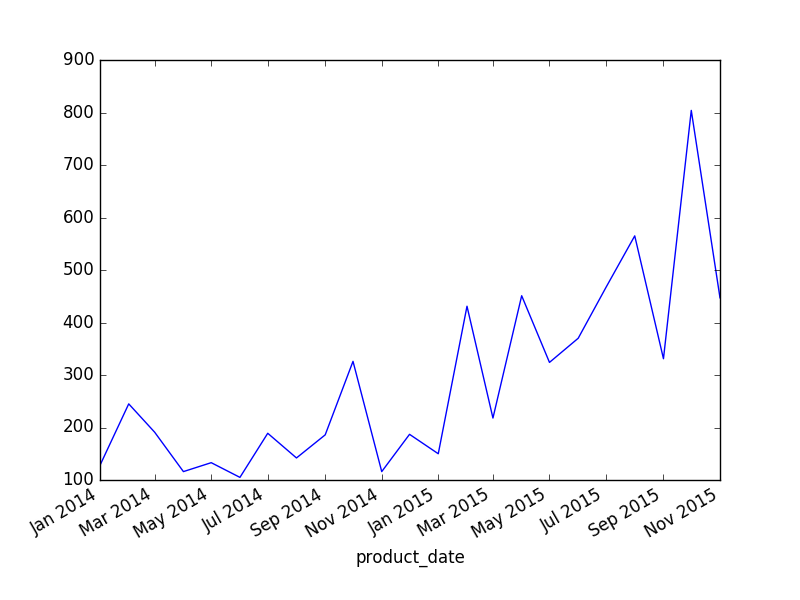 900
800
700
600
500
400
300
200
100
Jan 2014
Mar 2014
May 2014
Jul 2014
Sep 2014
Nov 2014
Jan 2015
Mar 2015
May 2015
Jul 2015
Sep 2015
Nov 2015
product_date